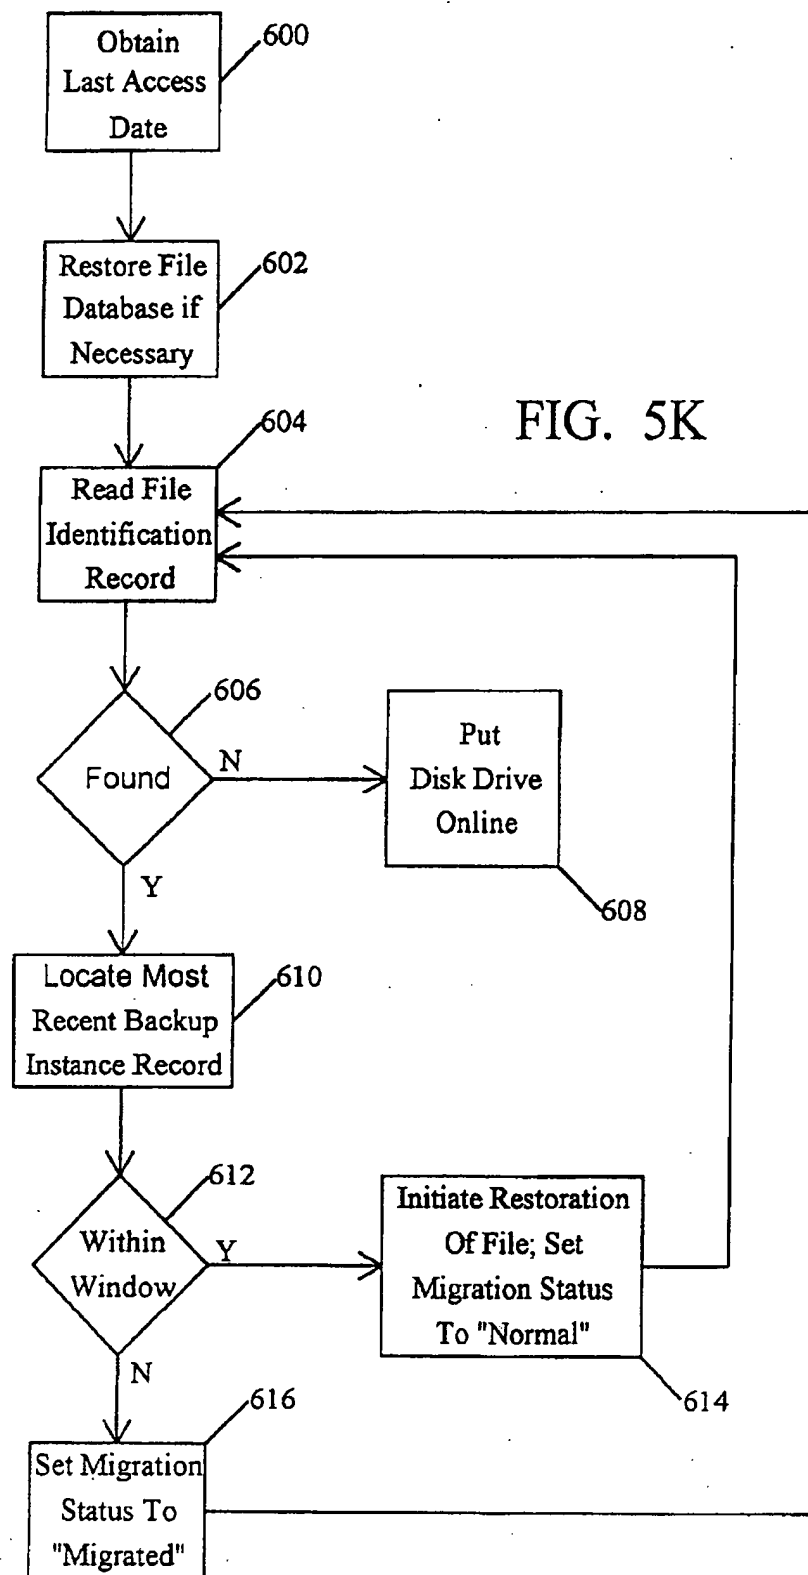 Obtain
Last Access
Date
600
Restore File
Database if
Necessary
602
FIG. 5K
604
Read File
Identification
Record
606
Found
N
Put
Disk Drive
Online
608
Y
Locate Most
Recent Backup
Instance Record
610
612
Within
Window
Y
Initiate Restoration
Of File; Set
Migration Status
To "Normal"
614
N
616
Set Migration
Status To
"Migrated"